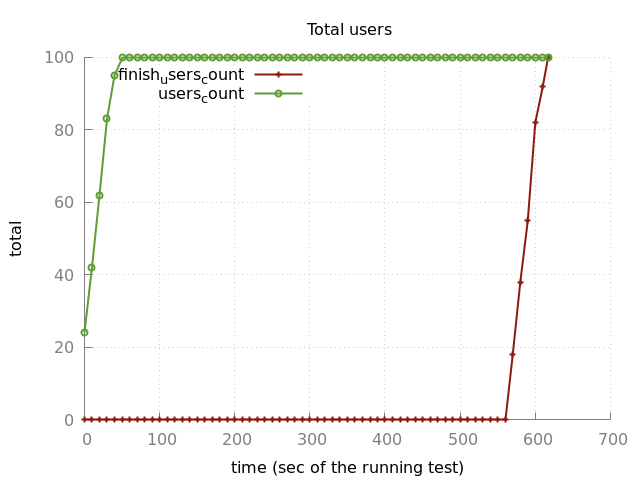 Total users
100
80
60
40
20
0
total
finish_users_count
users_count
0 100 200 300 400 500 600 700
time (sec of the running test)